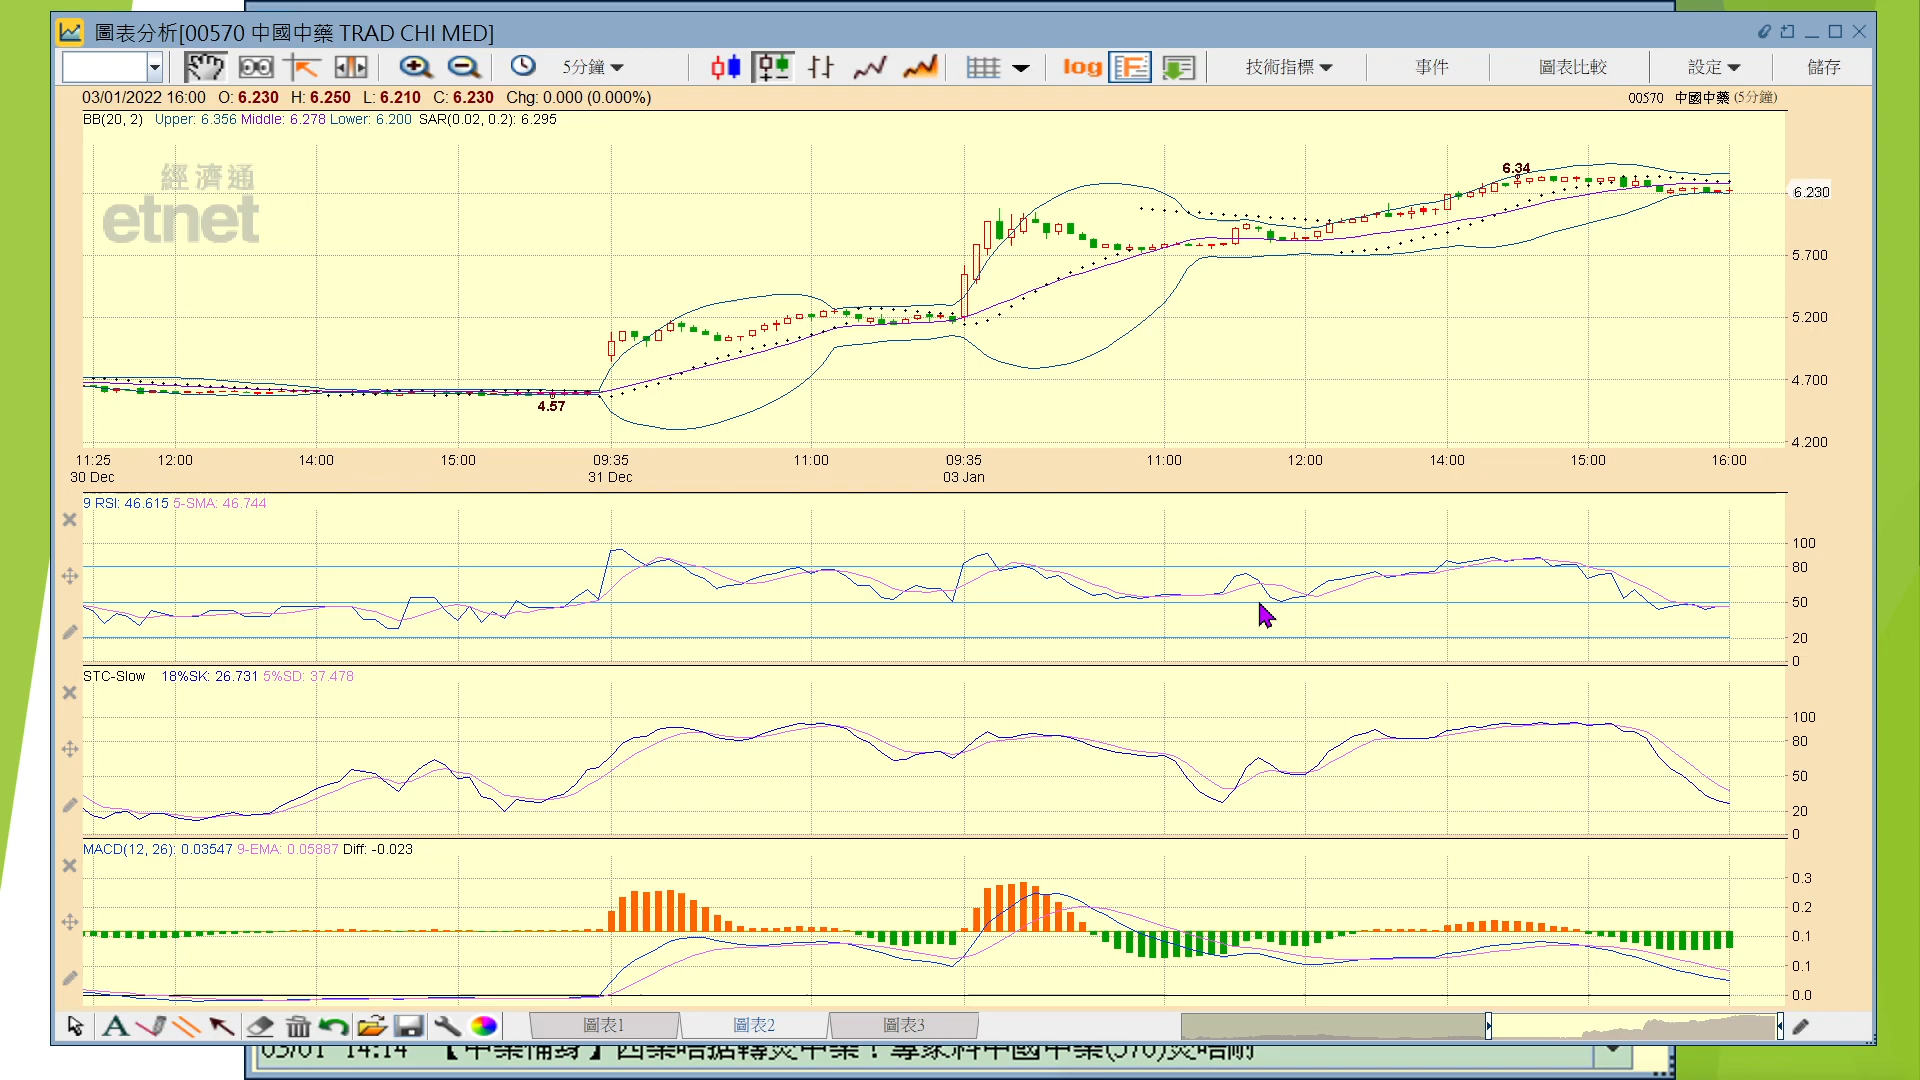 圖表分析[00570 中國中藥 TRAD CHI MED]
5分鐘
log
技術指標
事件
圖表比較
設定
儲存
03/01/2022 16:00 O: 6.230 H: 6.250 L: 6.210 C: 6.230 Chg: 0.000 (0.000%)
00570 中國中藥 (5分鐘)
BB(20, 2) Upper: 6.356 Middle: 6.278 Lower: 6.200 SAR(0.02, 0.2): 6.295
經濟通
etnet
6.34
4.57
6.230
5.700
5.200
4.700
4.200
11:25 12:00 14:00 15:00 09:35 11:00 09:35 11:00 12:00 14:00 15:00 16:00
30 Dec 31 Dec 03 Jan
9 RSI: 46.615 5-SMA: 46.744
100
80
50
20
0
STC-Slow 18%SK: 26.731 5%SD: 37.478
100
80
50
20
0
MACD(12, 26): 0.03547 9-EMA: 0.05887 Diff: -0.023
0.3
0.2
0.1
0.1
0.0
A
圖表1 圖表2 圖表3
03/01 14:14